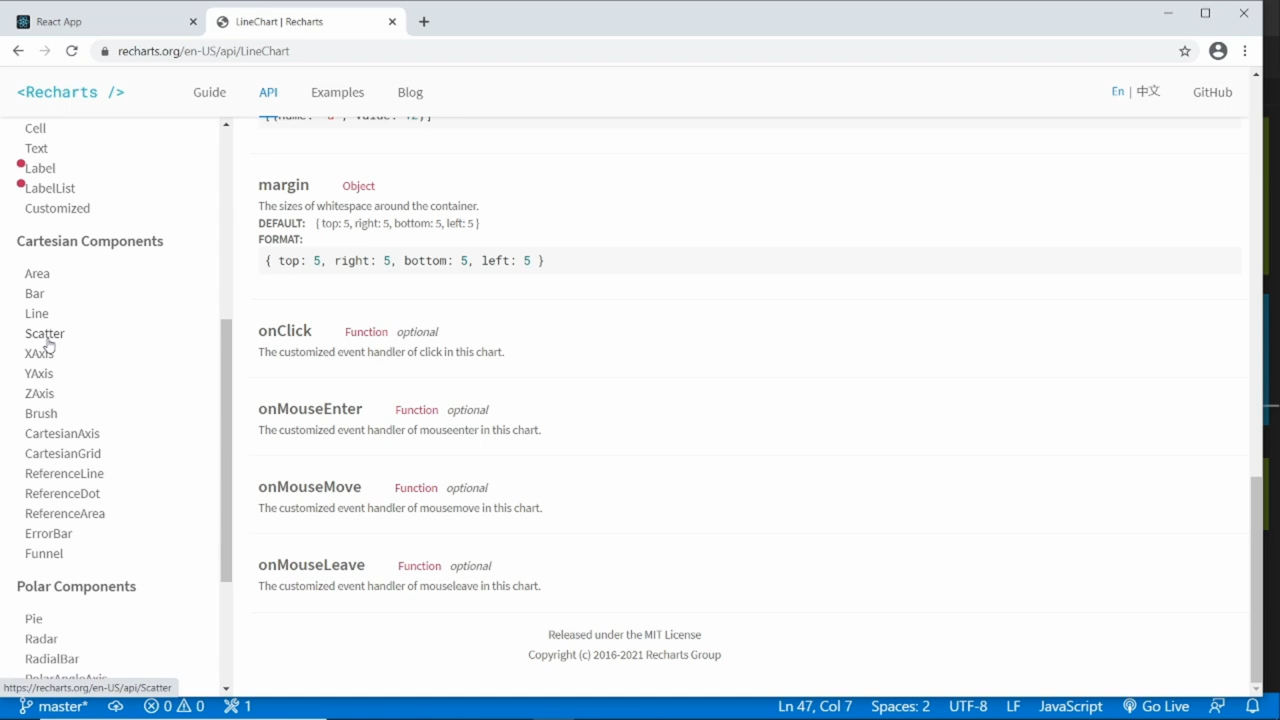 React App
LineChart | Recharts
recharts.org/en-US/api/LineChart
<Recharts />
Guide
API
Examples
Blog
En | 中文
GitHub
Cell
Text
Label
LabelList
Customized
Cartesian Components
Area
Bar
Line
Scatter
XAxis
YAxis
ZAxis
Brush
CartesianAxis
CartesianGrid
ReferenceLine
ReferenceDot
ReferenceArea
ErrorBar
Funnel
Polar Components
Pie
Radar
RadialBar
PolarAngleAxis
https://recharts.org/en-US/api/Scatter
margin Object
The sizes of whitespace around the container.
DEFAULT: { top: 5, right: 5, bottom: 5, left: 5 }
FORMAT:
{ top: 5, right: 5, bottom: 5, left: 5 }
onClick Function optional
The customized event handler of click in this chart.
onMouseEnter Function optional
The customized event handler of mouseenter in this chart.
onMouseMove Function optional
The customized event handler of mousemove in this chart.
onMouseLeave Function optional
The customized event handler of mouseleave in this chart.
Released under the MIT License
Copyright (c) 2016-2021 Recharts Group
master* 0 0 1 Ln 47, Col 7 Spaces: 2 UTF-8 LF JavaScript Go Live